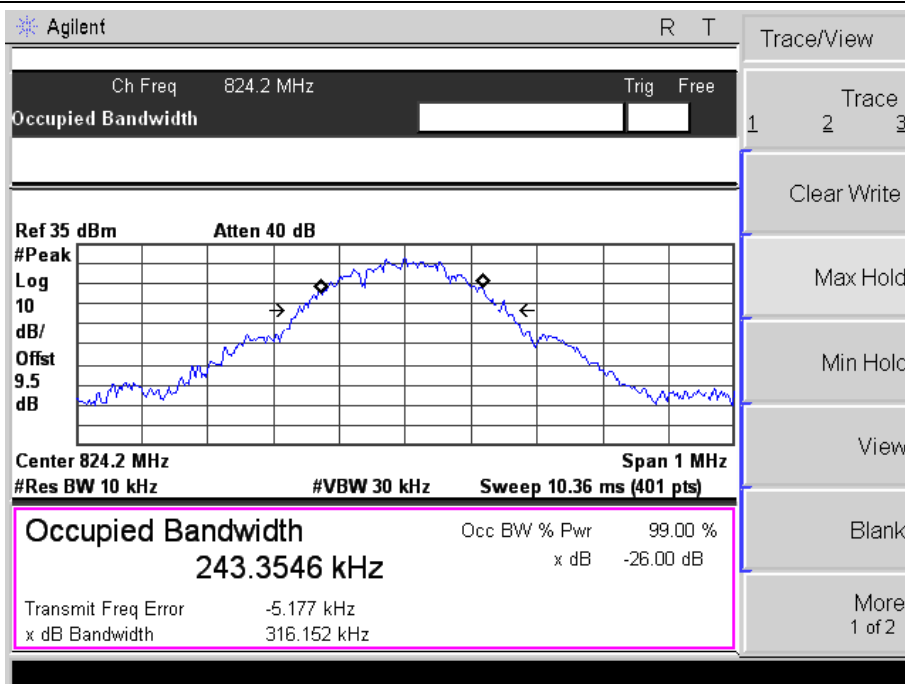 Agilent R T
Trace/View
Ch Freq 824.2 MHz Trig Free
Occupied Bandwidth
Trace
1 2 3
Clear Write
Ref 35 dBm Atten 40 dB
#Peak
Log
10
dB/
Offst
9.5
dB
Max Hold
Min Hold
Center 824.2 MHz Span 1 MHz
#Res BW 10 kHz #VBW 30 kHz Sweep 10.36 ms (401 pts)
View
Occupied Bandwidth Occ BW % Pwr 99.00 %
243.3546 kHz x dB -26.00 dB
Transmit Freq Error -5.177 kHz
x dB Bandwidth 316.152 kHz
Blank
More
1 of 2